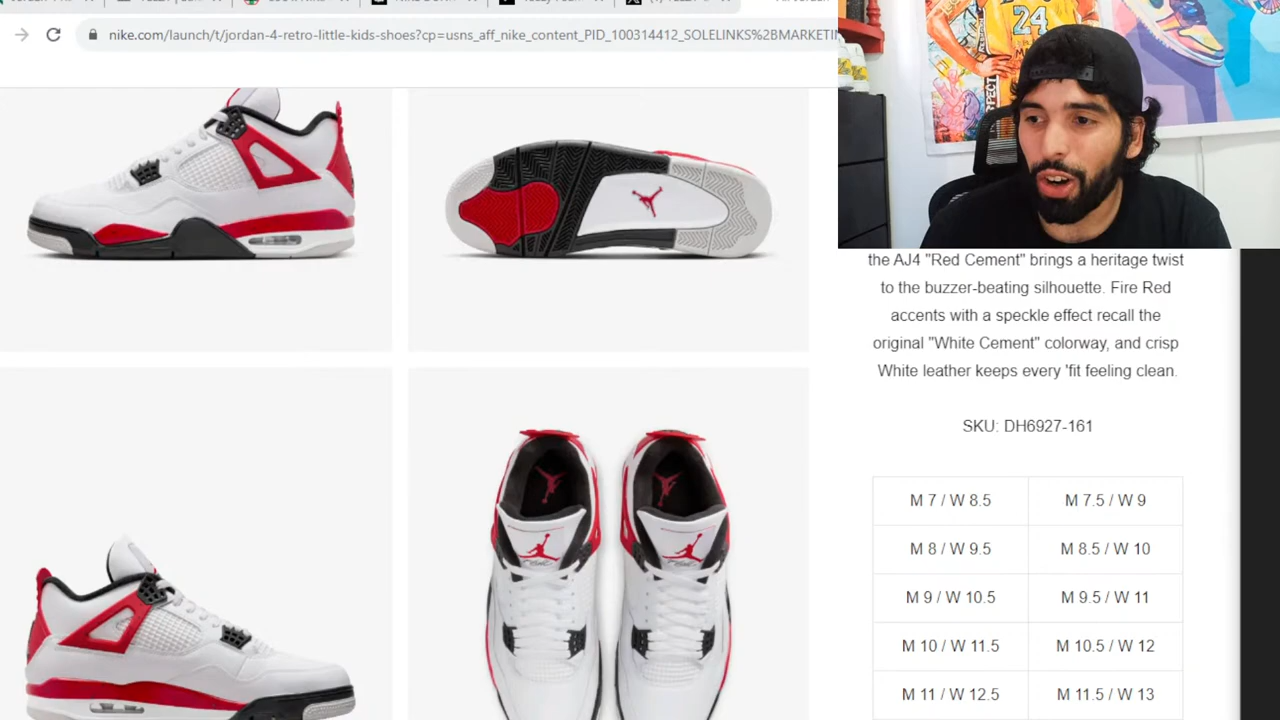 nike.com/launch/t/jordan-4-retro-little-kids-shoes?cp=usns_aff_nike_content_PID_100314412_SOLELINKS%2BMARKETIN
24
the AJ4 "Red Cement" brings a heritage twist
to the buzzer-beating silhouette. Fire Red
accents with a speckle effect recall the
original "White Cement" colorway, and crisp
White leather keeps every 'fit feeling clean.
SKU: DH6927-161
M 7 / W 8.5
M 7.5 / W 9
M 8 / W 9.5
M 8.5 / W 10
M 9 / W 10.5
M 9.5 / W 11
M 10 / W 11.5
M 10.5 / W 12
M 11 / W 12.5
M 11.5 / W 13